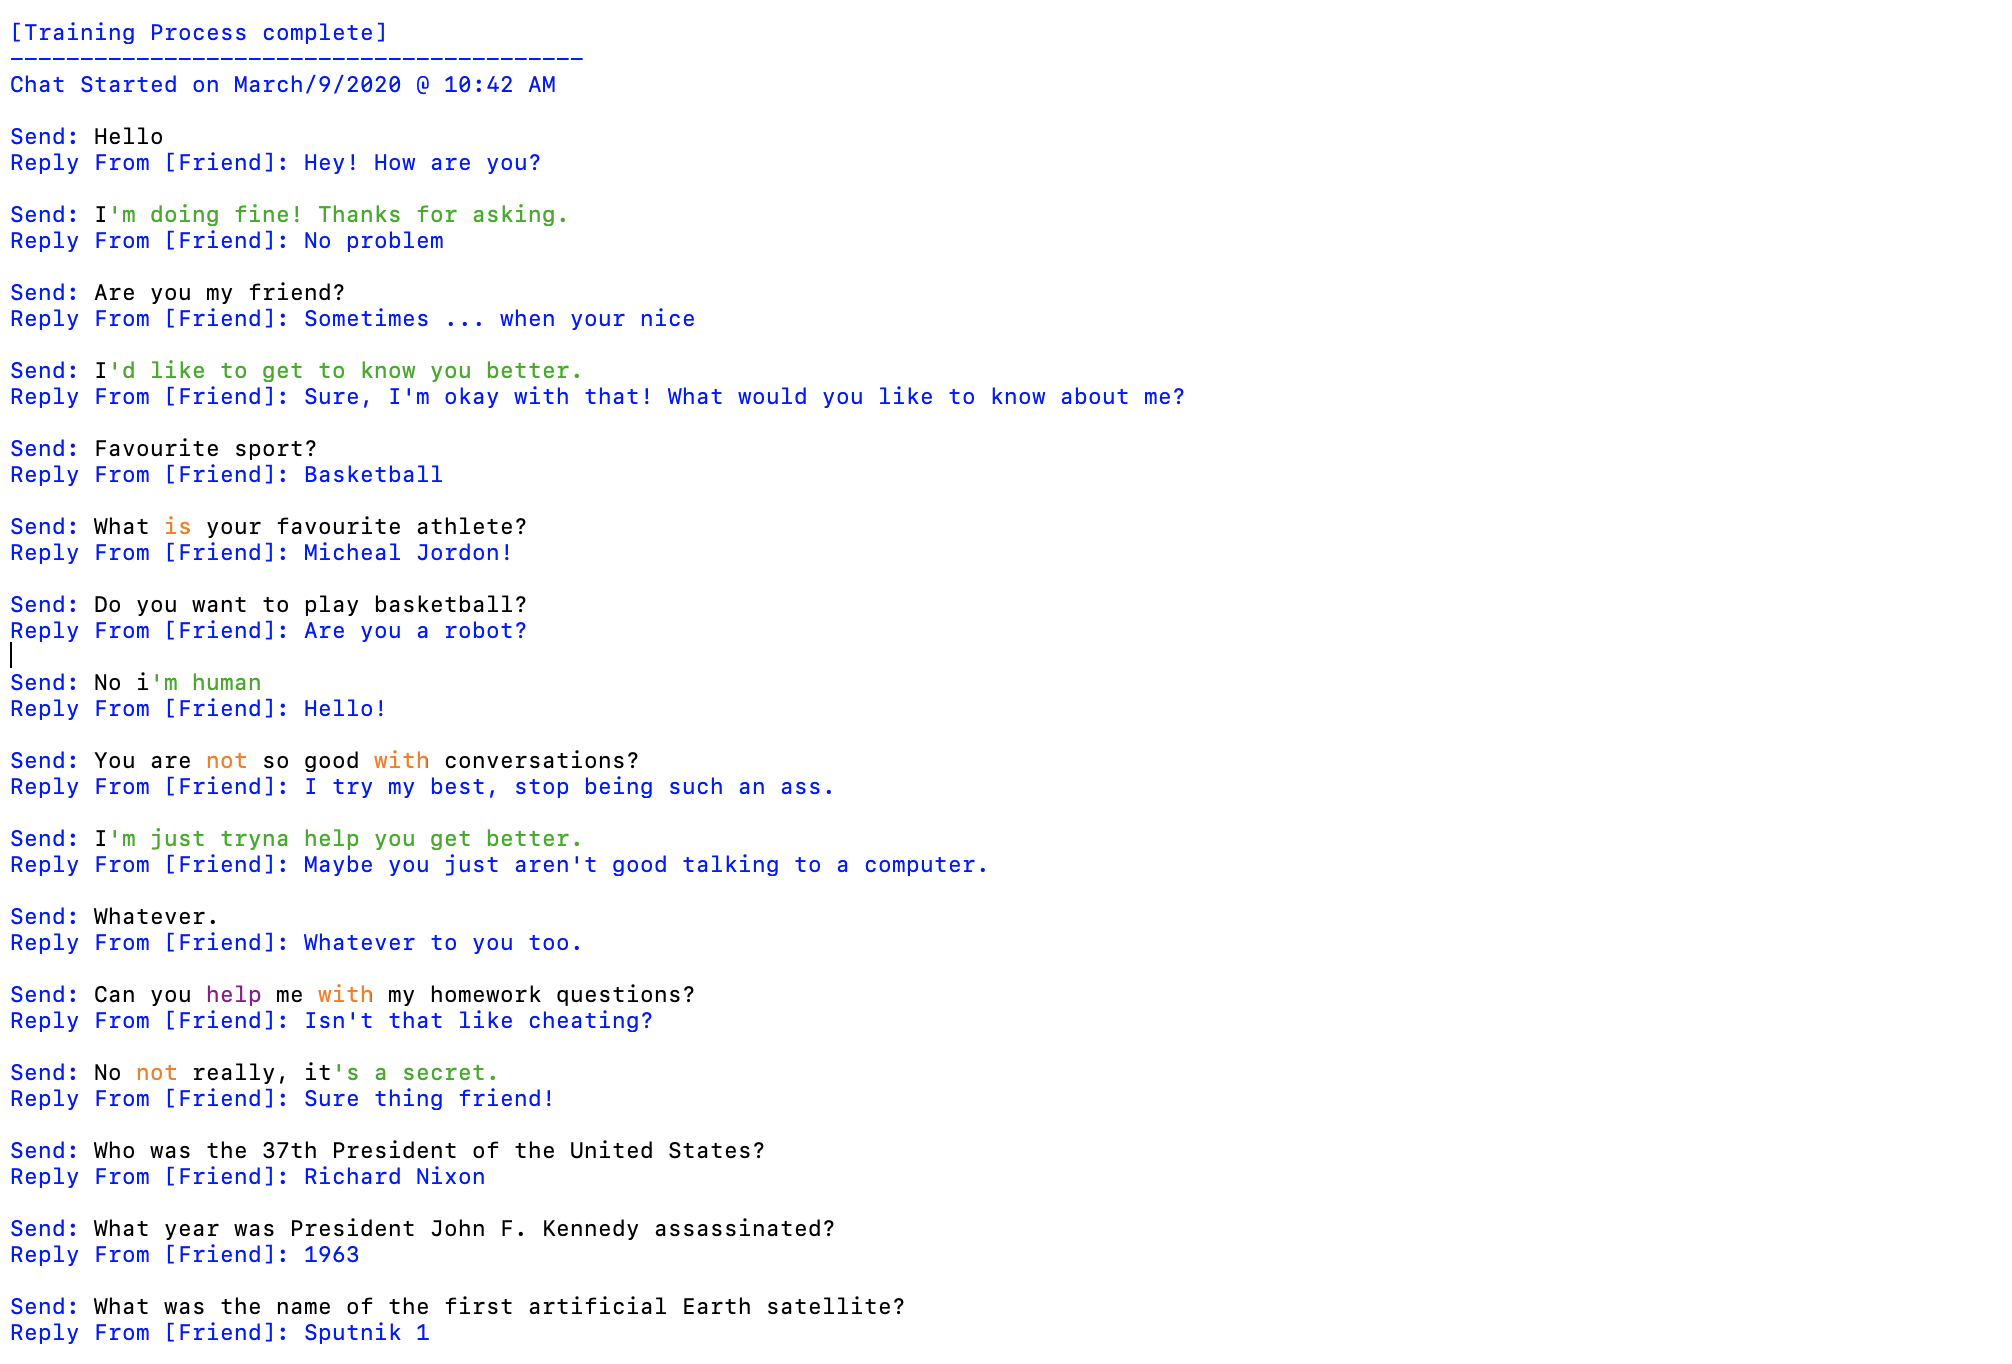 [Training Process complete]
-----------------------------------------
Chat Started on March/9/2020 @ 10:42 AM
Send: Hello
Reply From [Friend]: Hey! How are you?
Send: I'm doing fine! Thanks for asking.
Reply From [Friend]: No problem
Send: Are you my friend?
Reply From [Friend]: Sometimes ... when your nice
Send: I'd like to get to know you better.
Reply From [Friend]: Sure, I'm okay with that! What would you like to know about me?
Send: Favourite sport?
Reply From [Friend]: Basketball
Send: What is your favourite athlete?
Reply From [Friend]: Micheal Jordon!
Send: Do you want to play basketball?
Reply From [Friend]: Are you a robot?
Send: No i'm human
Reply From [Friend]: Hello!
Send: You are not so good with conversations?
Reply From [Friend]: I try my best, stop being such an ass.
Send: I'm just tryna help you get better.
Reply From [Friend]: Maybe you just aren't good talking to a computer.
Send: Whatever.
Reply From [Friend]: Whatever to you too.
Send: Can you help me with my homework questions?
Reply From [Friend]: Isn't that like cheating?
Send: No not really, it's a secret.
Reply From [Friend]: Sure thing friend!
Send: Who was the 37th President of the United States?
Reply From [Friend]: Richard Nixon
Send: What year was President John F. Kennedy assassinated?
Reply From [Friend]: 1963
Send: What was the name of the first artificial Earth satellite?
Reply From [Friend]: Sputnik 1